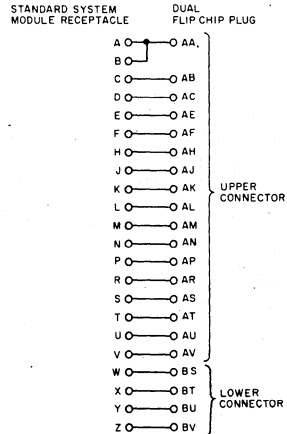 STANDARD SYSTEM DUAL
MODULE RECEPTACLE FLIP CHIP PLUG
A AA
B
C AB
D AC
E AE
F AF
H AH
J AJ
K AK
UPPER
L AL
CONNECTOR
M AM
N AN
P AP
R AR
S AS
T AT
U AU
V AV
W BS
X BT
LOWER
Y BU
CONNECTOR
Z BV